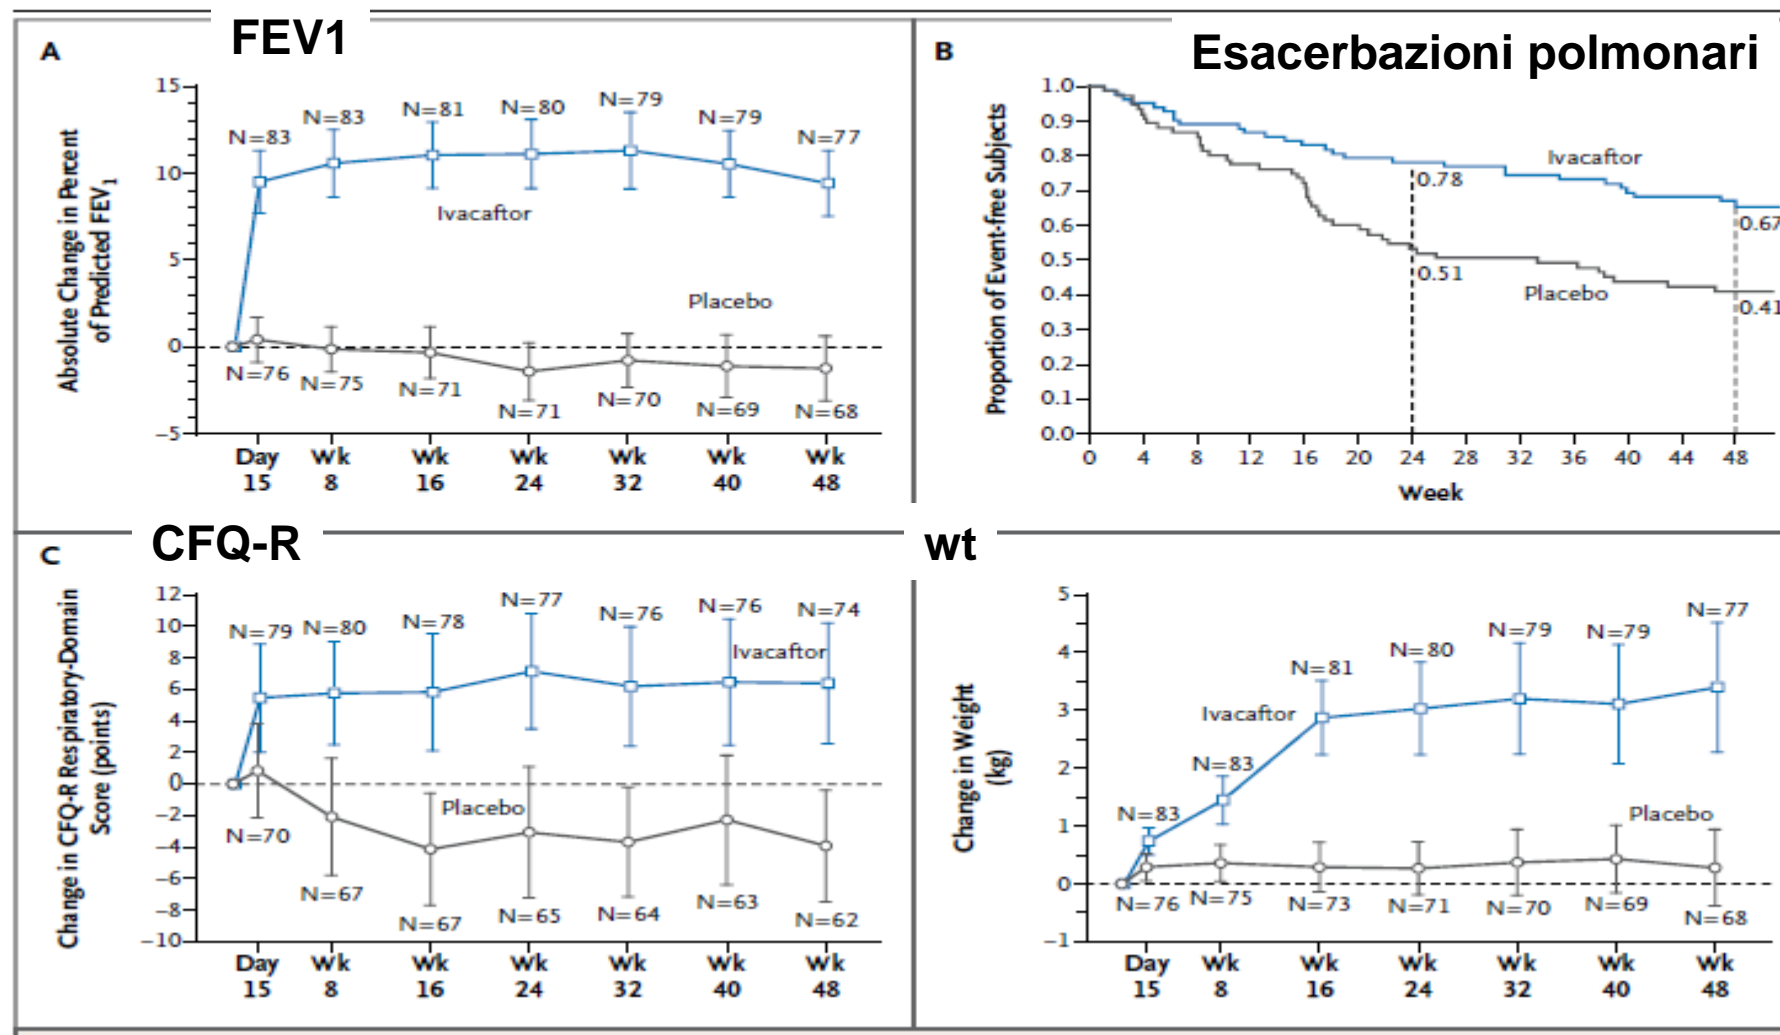 A
FEV1
Absolute Change in Percent
of Predicted FEV1
15
10
5
0
-5
N=83
N=83
N=81
N=80
N=79
N=79
N=77
Ivacaftor
Placebo
N=76
N=75
N=71
N=71
N=70
N=69
N=68
Day Wk Wk Wk Wk Wk Wk
15 8 16 24 32 40 48
B
Esacerbazioni polmonari
Proportion of Event-free Subjects
1.0
0.9
0.8
0.7
0.6
0.5
0.4
0.3
0.2
0.1
0.0
Ivacaftor
0.78
0.67
0.51
Placebo
0.41
0 4 8 12 16 20 24 28 32 36 40 44 48
Week
C
CFQ-R
Change in CFQ-R Respiratory-Domain
Score (points)
12
10
8
6
4
2
0
-2
-4
-6
-8
-10
N=79
N=80
N=78
N=77
N=76
N=76
N=74
Ivacaftor
Placebo
N=70
N=67
N=67
N=65
N=64
N=63
N=62
Day Wk Wk Wk Wk Wk Wk
15 8 16 24 32 40 48
wt
Change in Weight
(kg)
5
4
3
2
1
0
-1
N=83
N=83
N=81
N=80
N=79
N=79
N=77
Ivacaftor
Placebo
N=76
N=75
N=73
N=71
N=70
N=69
N=68
Day Wk Wk Wk Wk Wk Wk
15 8 16 24 32 40 48